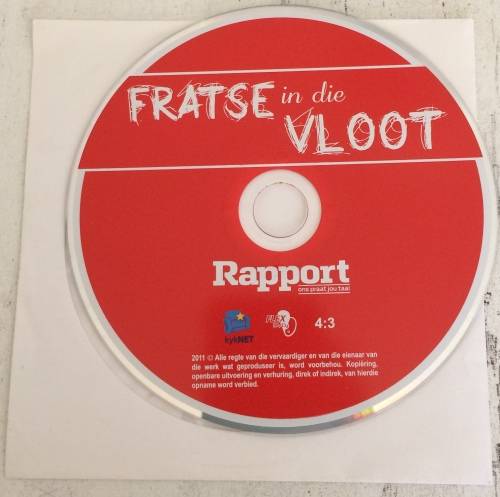 FRATSE in die
VLOOT
Rapport
ons praat jou taal
kykNET
FLEX
4:3
2011 © Alle regte van die vervaardiger en van die eienaar van
die werk wat geproduseer is, word voorbehou. Kopiëring,
openbare uitvoering en verhuring, direk of indirek, van hierdie
opname word verbied.